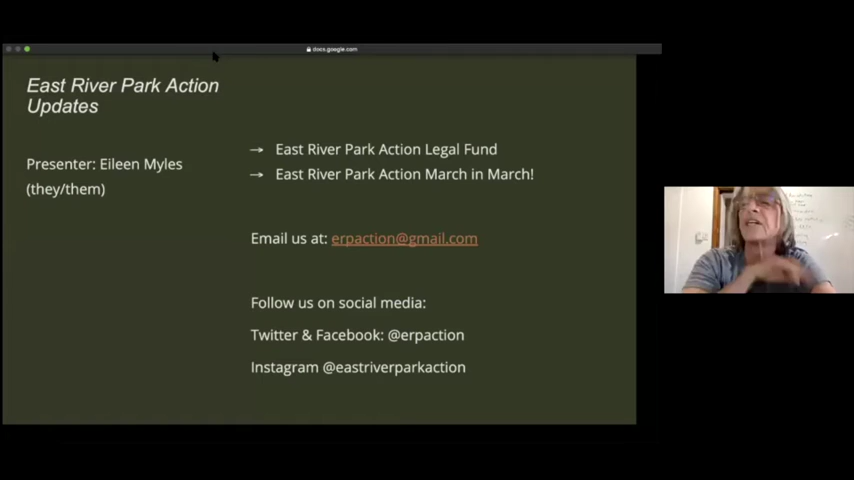 docs.google.com
East River Park Action
Updates
Presenter: Eileen Myles
(they/them)
→ East River Park Action Legal Fund
→ East River Park Action March in March!
Email us at: erpaction@gmail.com
Follow us on social media:
Twitter & Facebook: @erpaction
Instagram @eastriverparkaction